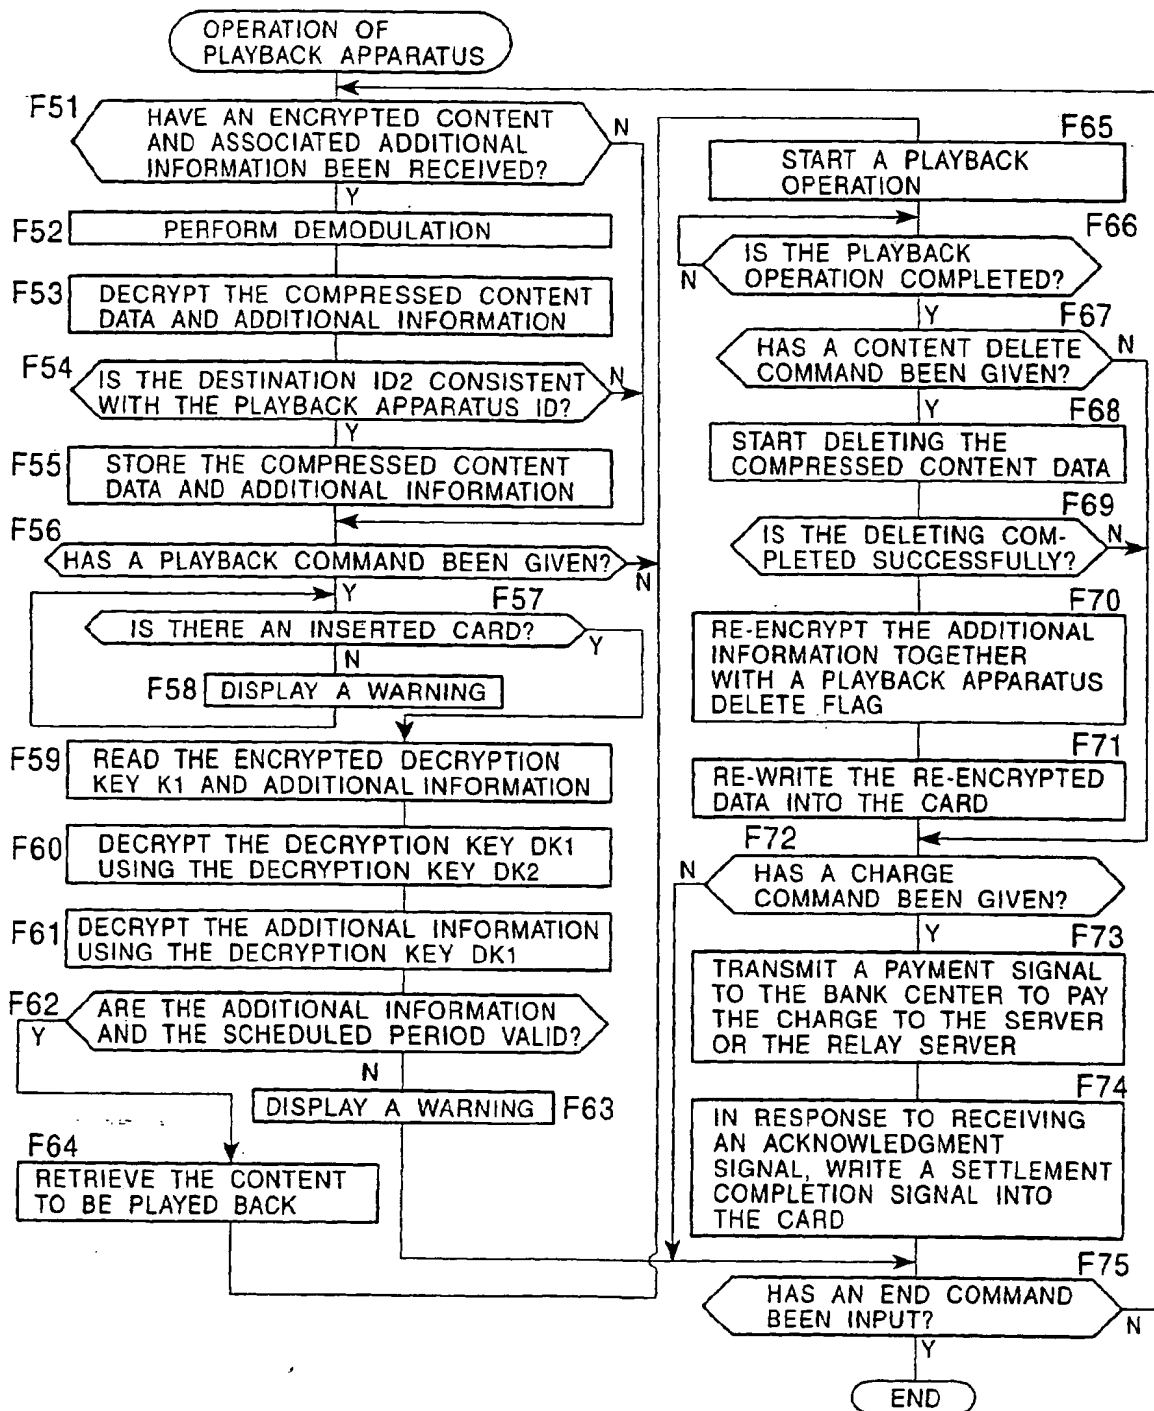 OPERATION OF
PLAYBACK APPARATUS
F51
HAVE AN ENCRYPTED CONTENT
AND ASSOCIATED ADDITIONAL
INFORMATION BEEN RECEIVED?
N
Y
F52
PERFORM DEMODULATION
F53
DECRYPT THE COMPRESSED CONTENT
DATA AND ADDITIONAL INFORMATION
F54
IS THE DESTINATION ID2 CONSISTENT
WITH THE PLAYBACK APPARATUS ID?
N
Y
F55
STORE THE COMPRESSED CONTENT
DATA AND ADDITIONAL INFORMATION
F56
HAS A PLAYBACK COMMAND BEEN GIVEN?
N
Y
F57
IS THERE AN INSERTED CARD?
Y
N
F58
DISPLAY A WARNING
F59
READ THE ENCRYPTED DECRYPTION
KEY K1 AND ADDITIONAL INFORMATION
F60
DECRYPT THE DECRYPTION KEY DK1
USING THE DECRYPTION KEY DK2
F61
DECRYPT THE ADDITIONAL INFORMATION
USING THE DECRYPTION KEY DK1
F62
ARE THE ADDITIONAL INFORMATION
AND THE SCHEDULED PERIOD VALID?
Y
N
DISPLAY A WARNING
F63
F64
RETRIEVE THE CONTENT
TO BE PLAYED BACK
F65
START A PLAYBACK
OPERATION
F66
IS THE PLAYBACK
OPERATION COMPLETED?
N
Y
F67
HAS A CONTENT DELETE
COMMAND BEEN GIVEN?
N
Y
F68
START DELETING THE
COMPRESSED CONTENT DATA
F69
IS THE DELETING COM-
PLETED SUCCESSFULLY?
N
F70
RE-ENCRYPT THE ADDITIONAL
INFORMATION TOGETHER
WITH A PLAYBACK APPARATUS
DELETE FLAG
F71
RE-WRITE THE RE-ENCRYPTED
DATA INTO THE CARD
F72
HAS A CHARGE
COMMAND BEEN GIVEN?
N
Y
F73
TRANSMIT A PAYMENT SIGNAL
TO THE BANK CENTER TO PAY
THE CHARGE TO THE SERVER
OR THE RELAY SERVER
F74
IN RESPONSE TO RECEIVING
AN ACKNOWLEDGMENT
SIGNAL, WRITE A SETTLEMENT
COMPLETION SIGNAL INTO
THE CARD
F75
HAS AN END COMMAND
BEEN INPUT?
N
Y
END